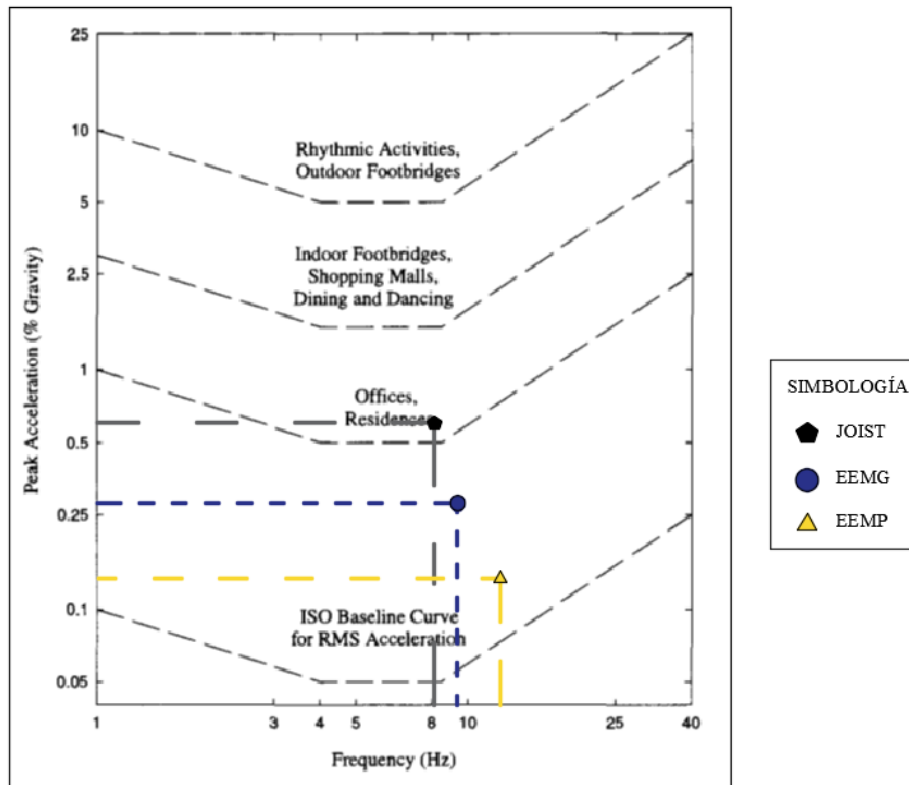 25
10
5
2.5
1
0.5
0.25
0.1
0.05
Peak Acceleration (% Gravity)
Rhythmic Activities,
Outdoor Footbridges
Indoor Footbridges,
Shopping Malls,
Dining and Dancing
Offices,
Residences
ISO Baseline Curve
for RMS Acceleration
1 3 4 5 8 10 25 40
Frequency (Hz)
SIMBOLOGÍA
JOIST
EEMG
EEMP